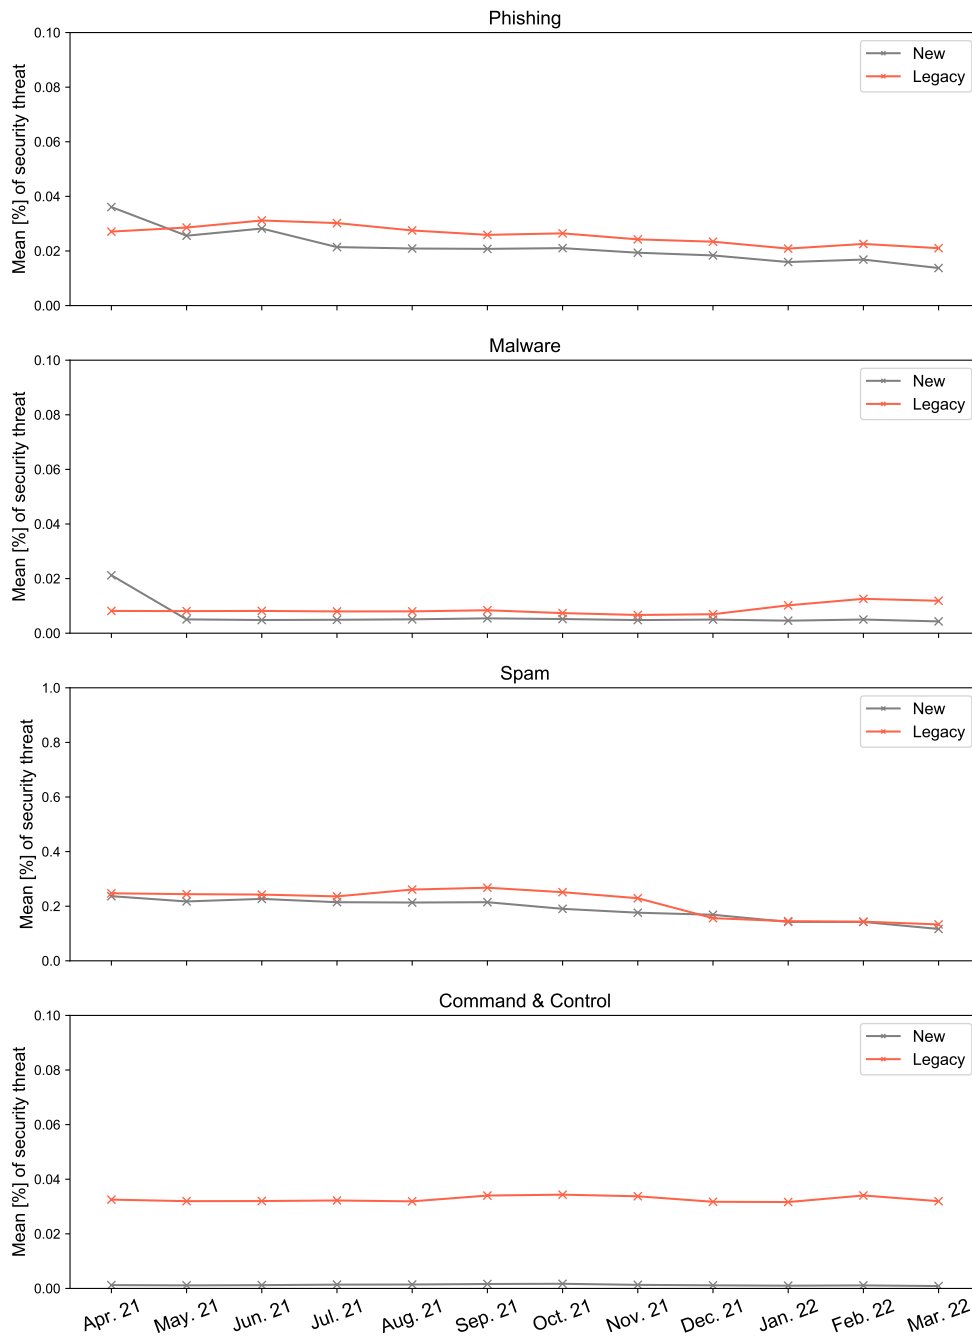 Phishing
0.10
0.08
0.06
0.04
0.02
0.00
Mean [%] of security threat
New
Legacy
Malware
0.10
0.08
0.06
0.04
0.02
0.00
Mean [%] of security threat
New
Legacy
Spam
1.0
0.8
0.6
0.4
0.2
0.0
Mean [%] of security threat
New
Legacy
Command & Control
0.10
0.08
0.06
0.04
0.02
0.00
Mean [%] of security threat
New
Legacy
Apr. 21 May. 21 Jun. 21 Jul. 21 Aug. 21 Sep. 21 Oct. 21 Nov. 21 Dec. 21 Jan. 22 Feb. 22 Mar. 22